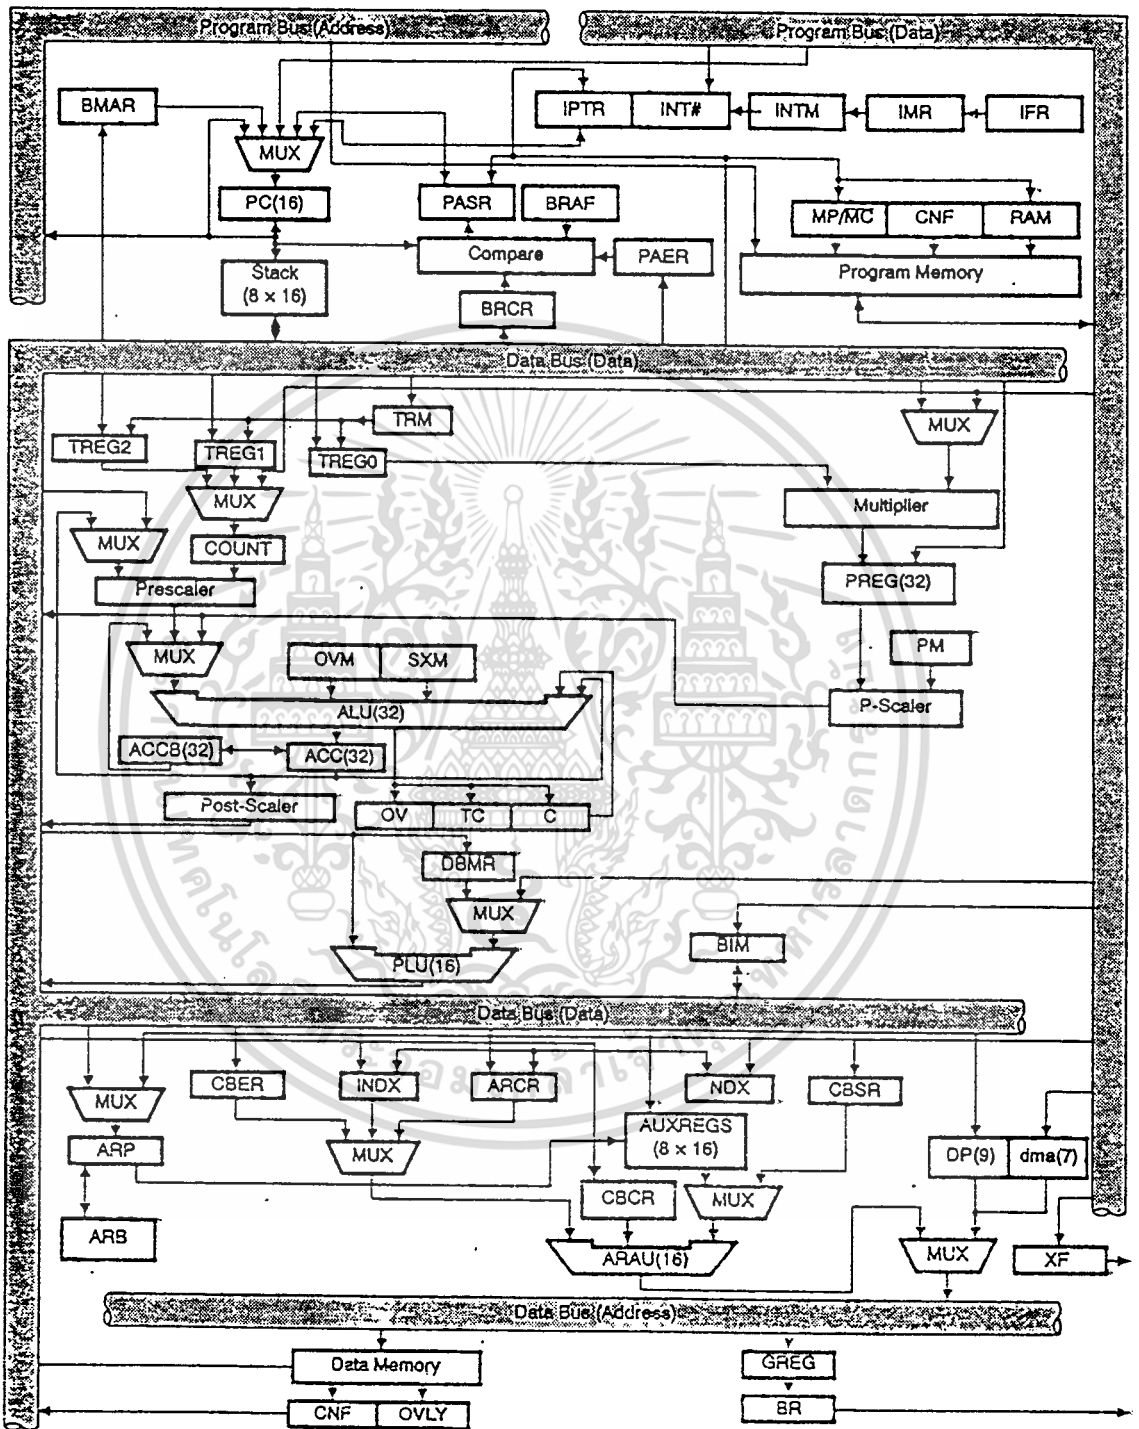 Program Bus (Address)
Program Bus (Data)
BMAR
IPTR
INT#
INTM
IMR
IFR
MUX
PC(16)
PASR
BRAF
MP/MC
CNF
RAM
Stack
(8 × 16)
Compare
PAER
Program Memory
BRCR
Data Bus (Data)
TRM
MUX
TREG2
TREG1
TREG0
MUX
Multiplier
MUX
COUNT
Prescaler
PREG(32)
MUX
OVM
SXM
PM
ALU(32)
P-Scaler
ACCB(32)
ACC(32)
Post-Scaler
OV
TC
C
DBMR
MUX
BIM
PLU(16)
Data Bus (Data)
MUX
CBER
INDX
ARCR
NDX
CBSR
ARP
MUX
AUXREGS
(8 × 16)
DP(9)
dma(7)
CBCR
MUX
ARB
ARAU(16)
MUX
XF
Data Bus (Address)
Data Memory
GREG
CNF
OVLY
BR